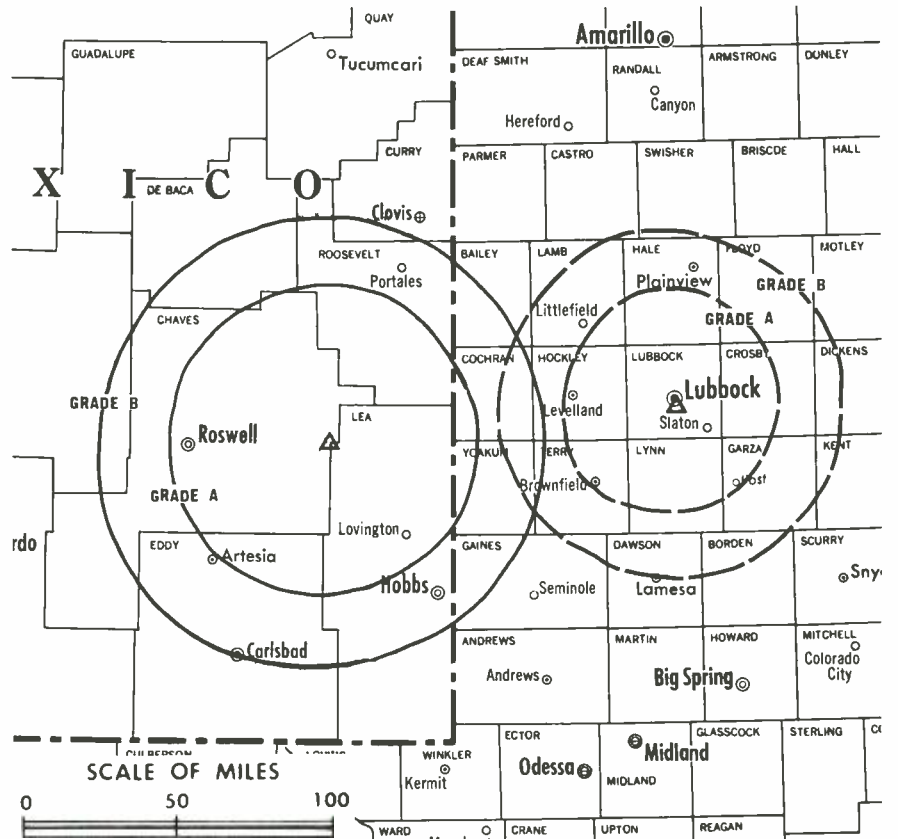 QUAY
GUADALUPE
Tucumcari
Amarillo
DEAF SMITH
RANDALL
ARMSTRONG
DONLEY
Canyon
Hereford
CURRY
PARMER
CASTRO
SWISHER
BRISCOE
HALL
X I C O
DE BACA
Clovis
ROOSEVELT
Portales
BAILEY
LAMB
HALE
FLOYD
MOTLEY
Plainview
GRADE B
Littlefield
GRADE A
CHAVES
COCHRAN
HOCKLEY
LUBBOCK
CROSBY
DICKENS
GRADE B
Levelland
Lubbock
Slaton
LEA
Roswell
YOAKUM
TERRY
LYNN
GARZA
KENT
Brownfield
Post
GRADE A
Lovington
rdo
EDDY
Artesia
GAINES
DAWSON
BORDEN
SCURRY
Hobbs
Seminole
Lamesa
Sny
Carlsbad
ANDREWS
MARTIN
HOWARD
MITCHELL
Colorado
City
Andrews
Big Spring
ECTOR
GLASSCOCK
STERLING
CO
CULBERSON
LOVING
WINKLER
Midland
Kermit
Odessa
MIDLAND
SCALE OF MILES
0 50 100
WARD
CRANE
UPTON
REAGAN